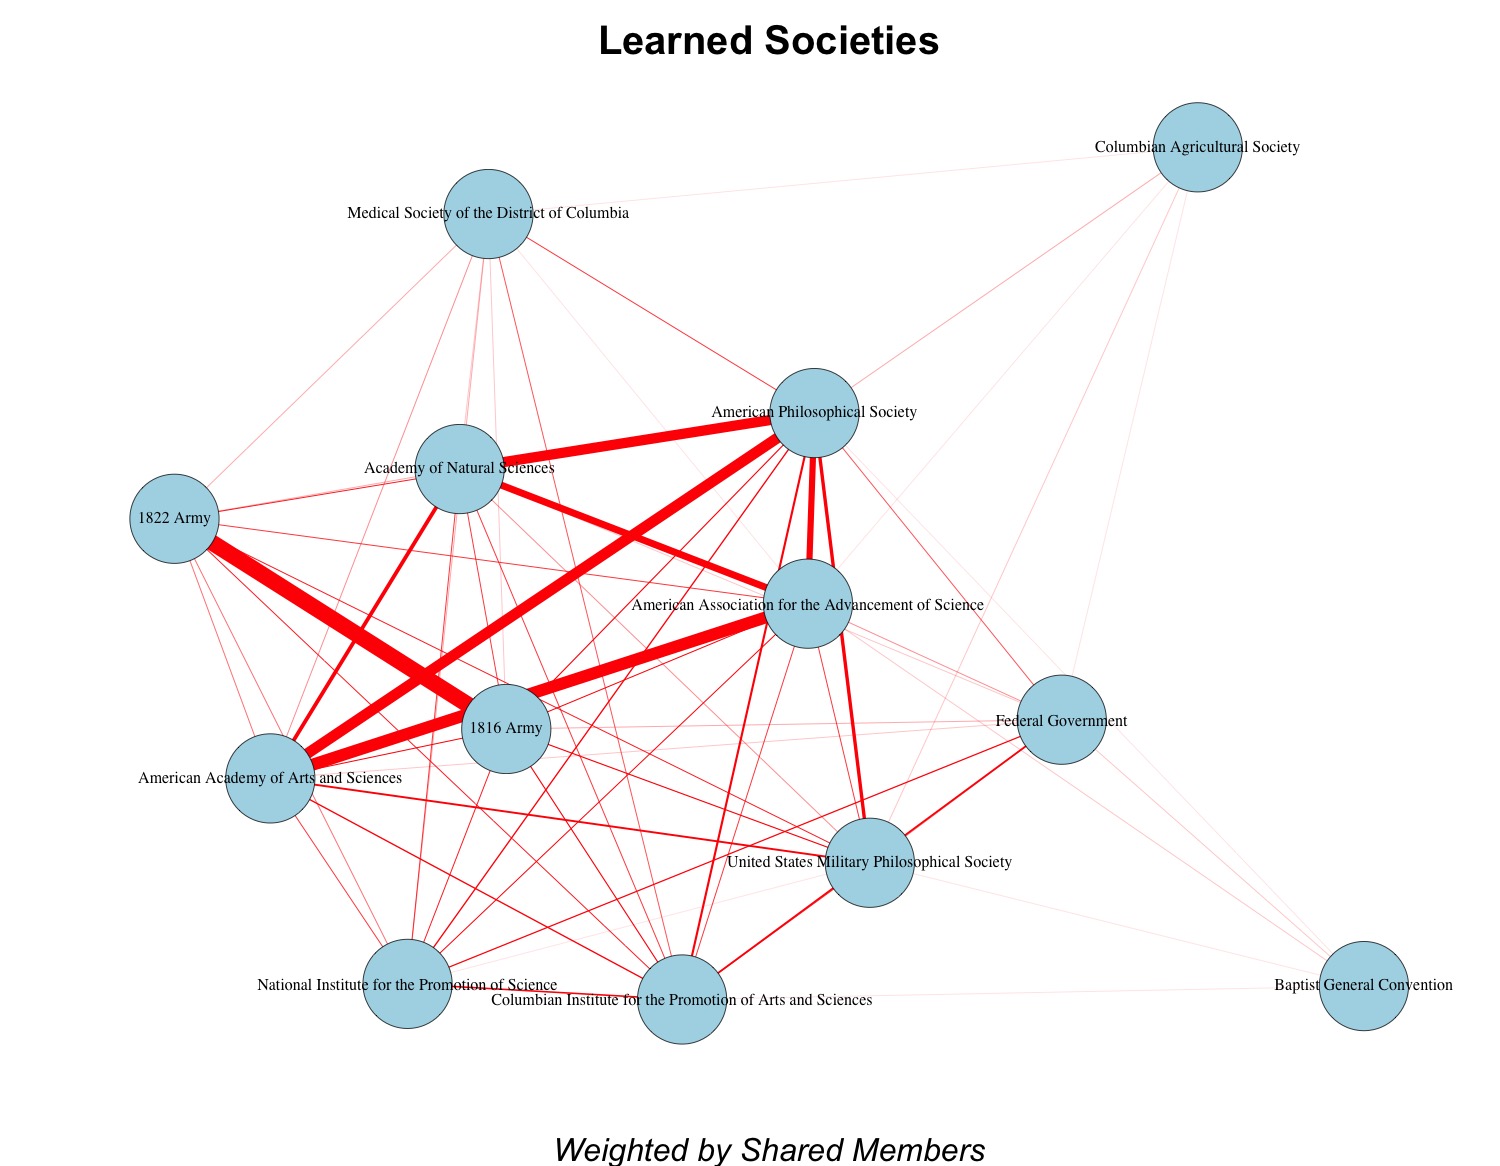 Learned Societies
Columbian Agricultural Society
Medical Society of the District of Columbia
American Philosophical Society
Academy of Natural Sciences
1822 Army
American Association for the Advancement of Science
Federal Government
1816 Army
American Academy of Arts and Sciences
United States Military Philosophical Society
National Institute for the Promotion of Science
Columbian Institute for the Promotion of Arts and Sciences
Baptist General Convention
Weighted by Shared Members